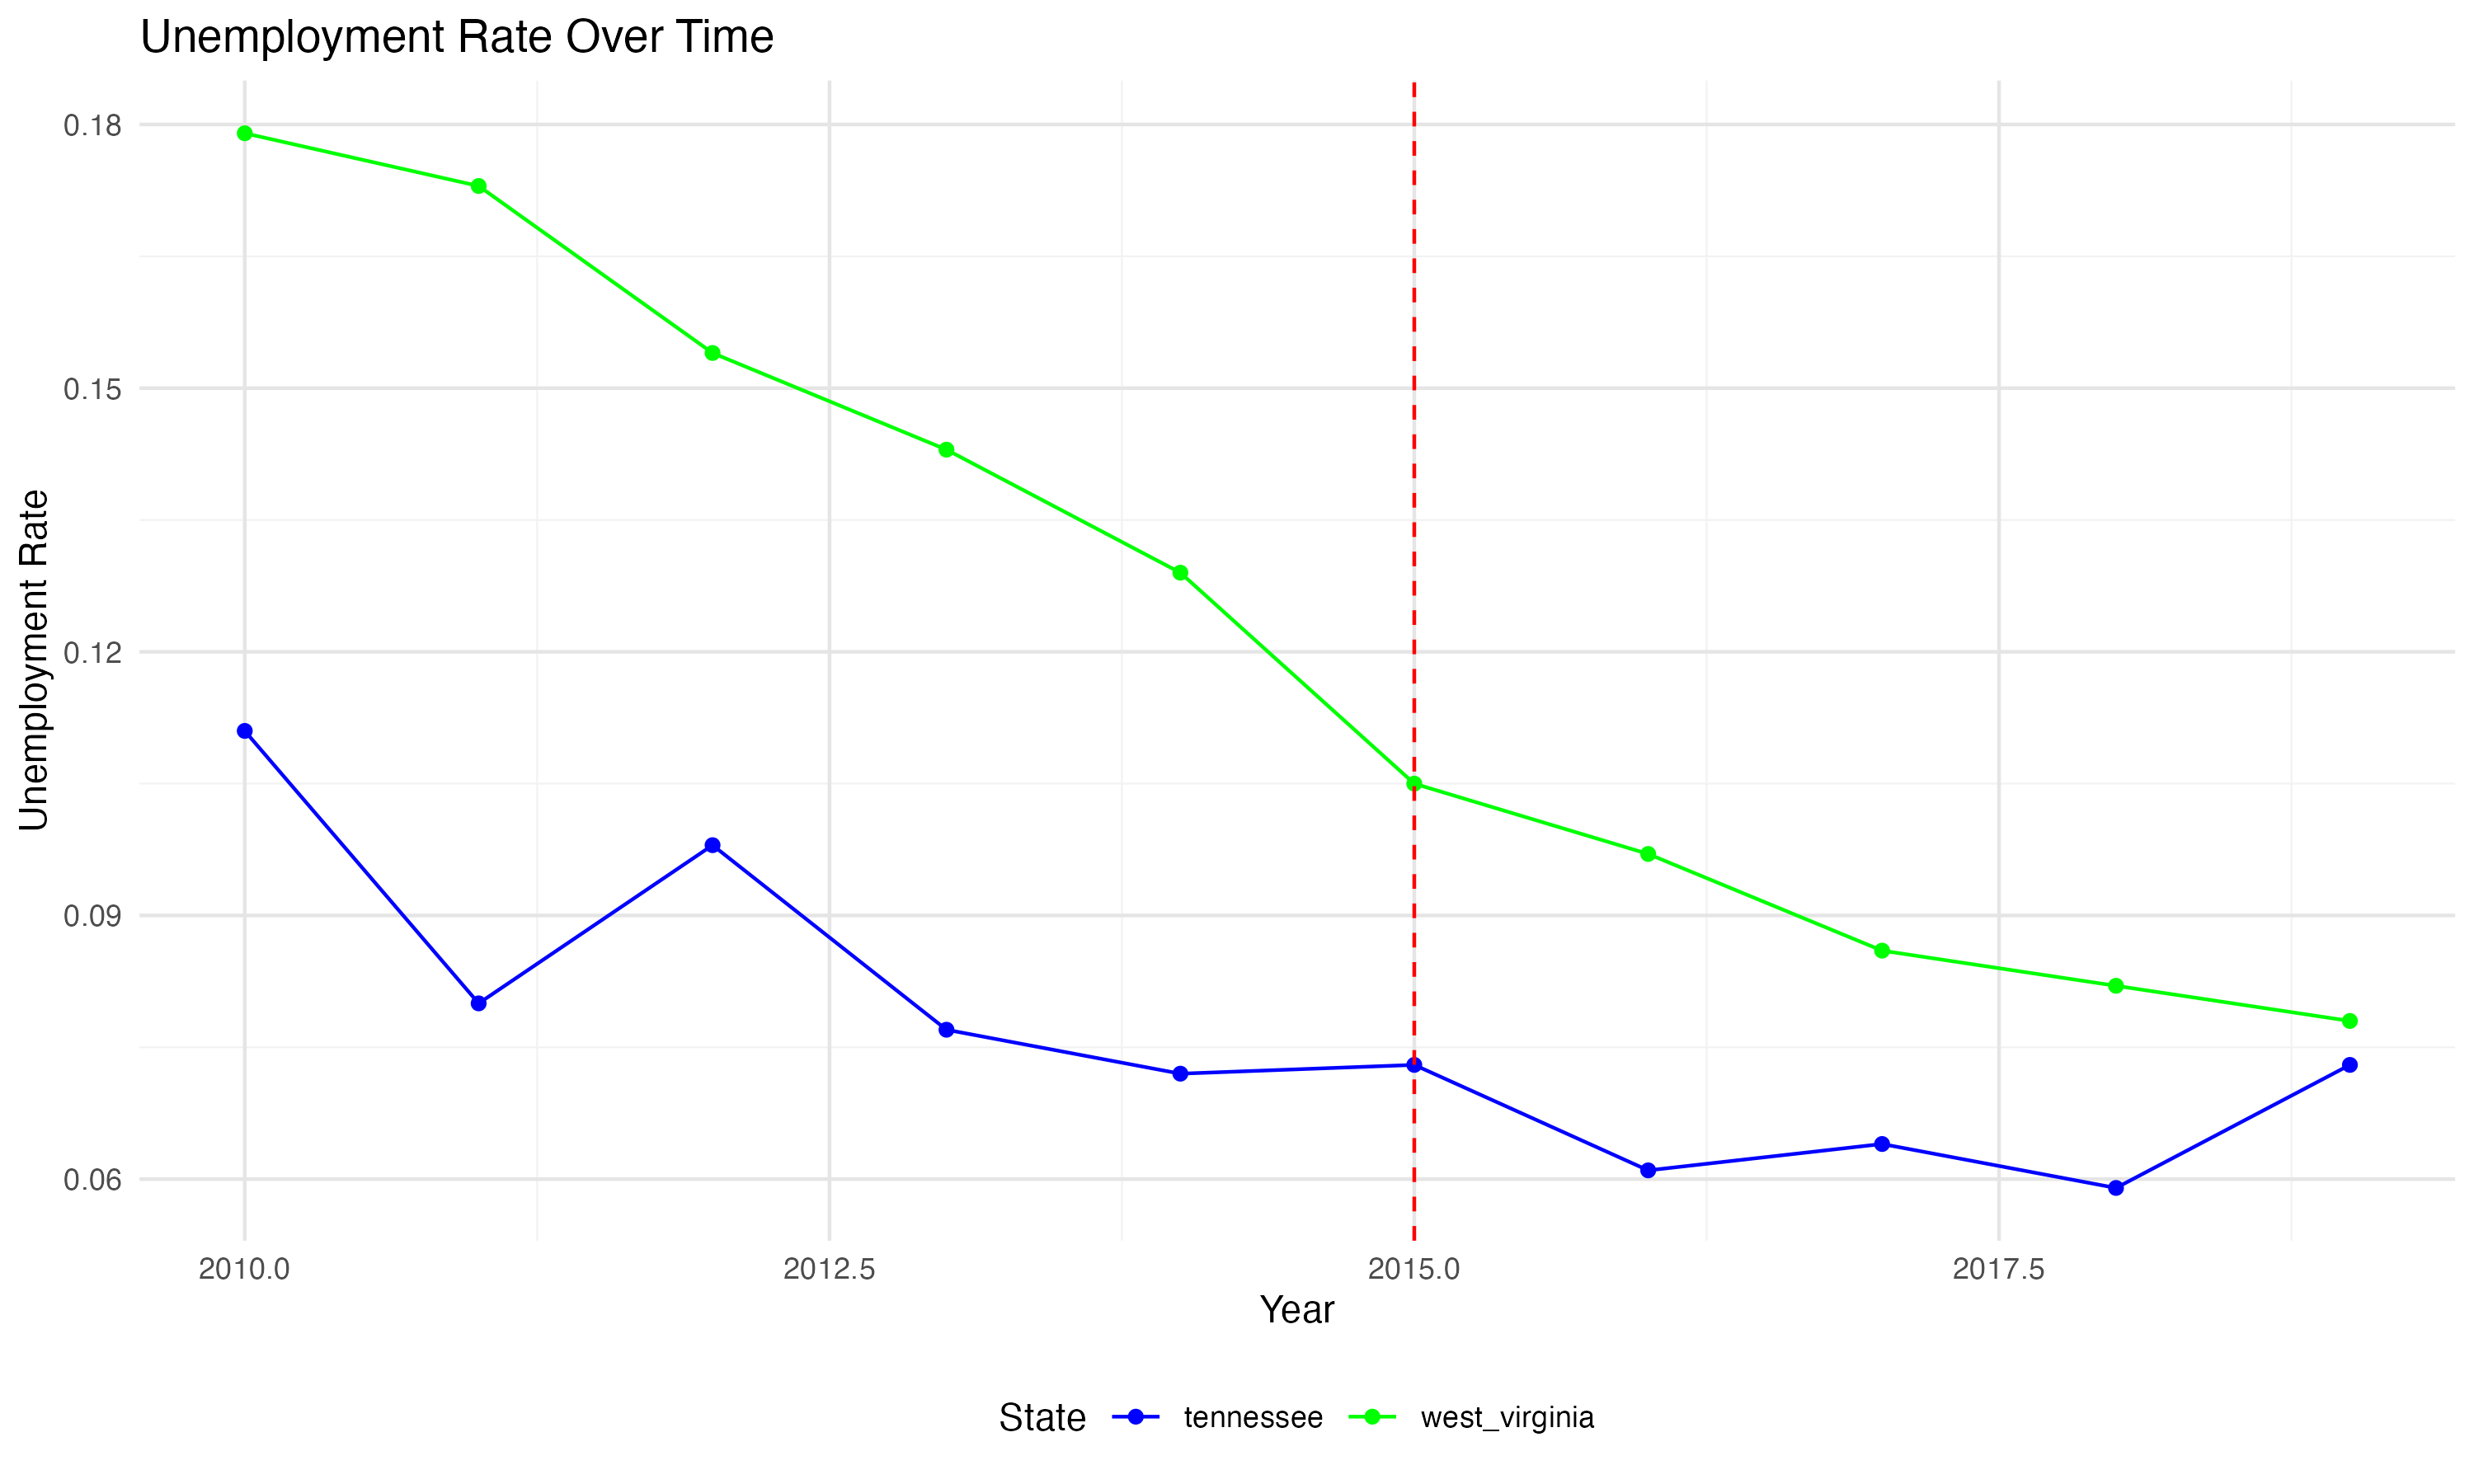 Unemployment Rate Over Time
Unemployment Rate
0.18
0.15
0.12
0.09
0.06
2010.0 2012.5 2015.0 2017.5
Year
State tennessee west_virginia